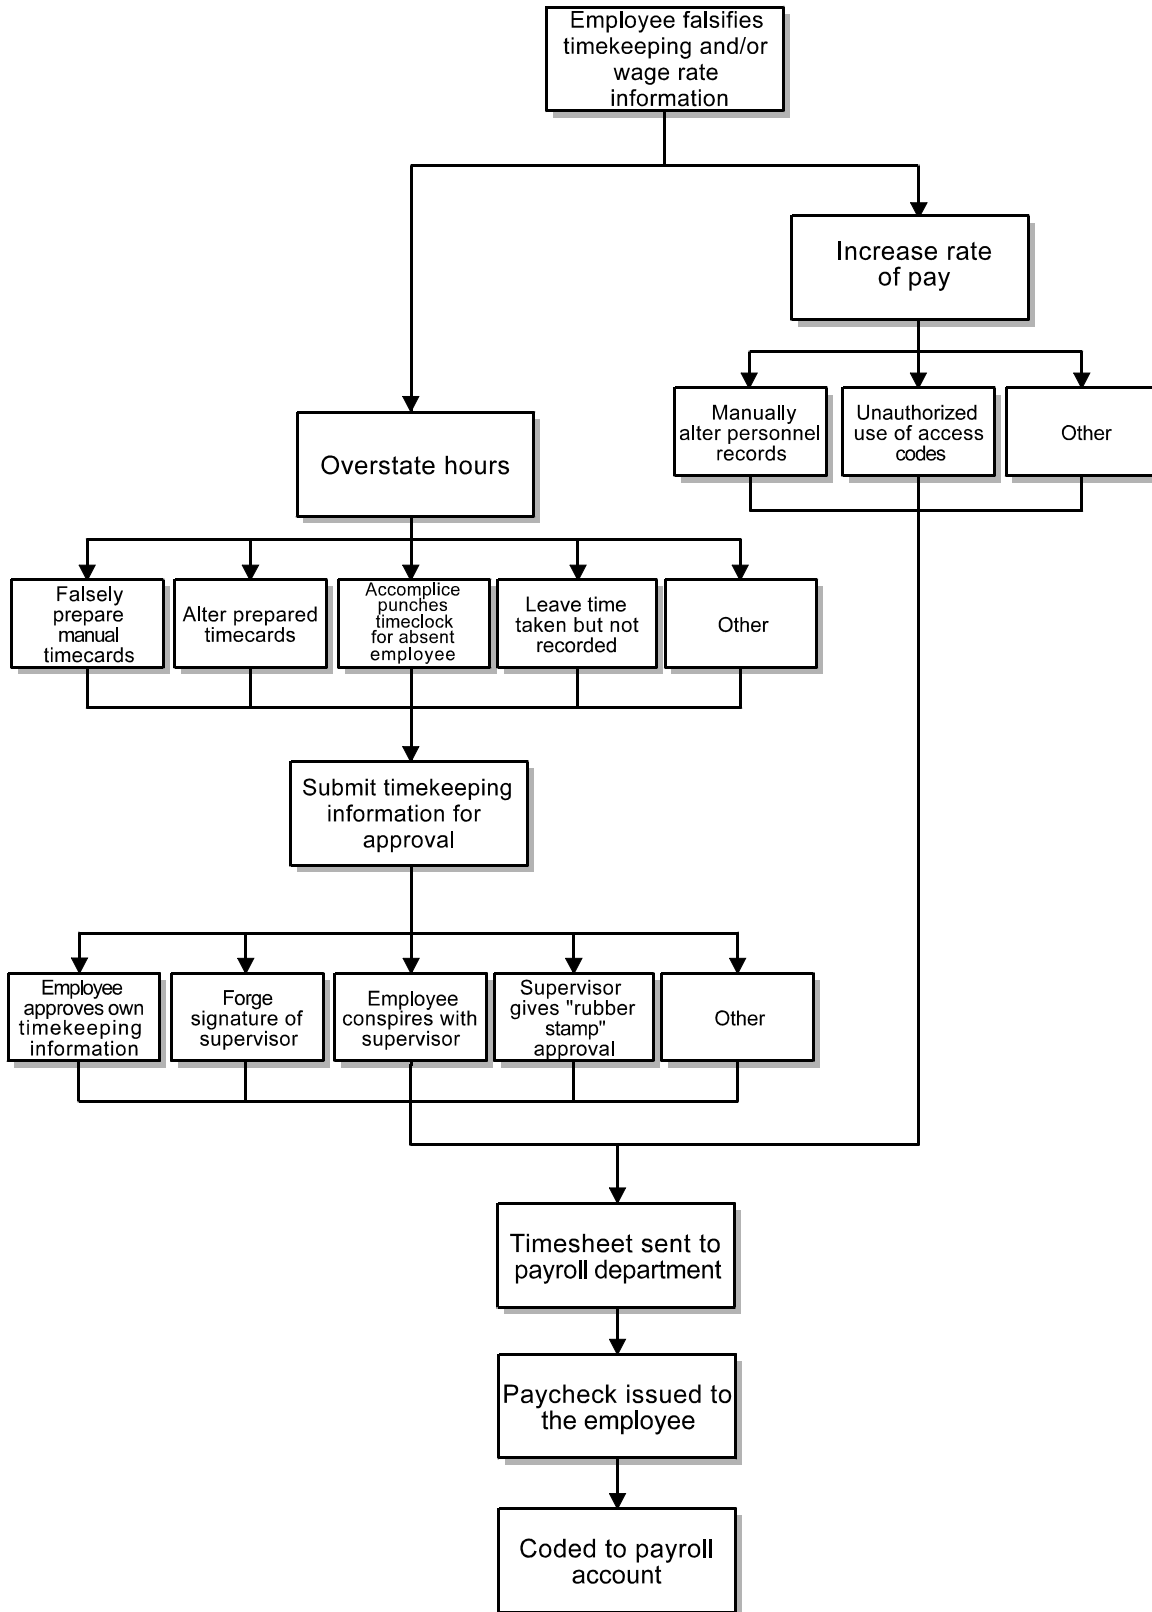 Employee falsifies
timekeeping and/or
wage rate
information
Increase rate
of pay
Manually
alter personnel
records
Unauthorized
use of access
codes
Other
Overstate hours
Falsely
prepare
manual
timecards
Alter prepared
timecards
Accomplice
punches
timeclock
for absent
employee
Leave time
taken but not
recorded
Other
Submit timekeeping
information for
approval
Employee
approves own
timekeeping
information
Forge
signature of
supervisor
Employee
conspires with
supervisor
Supervisor
gives "rubber
stamp"
approval
Other
Timesheet sent to
payroll department
Paycheck issued to
the employee
Coded to payroll
account